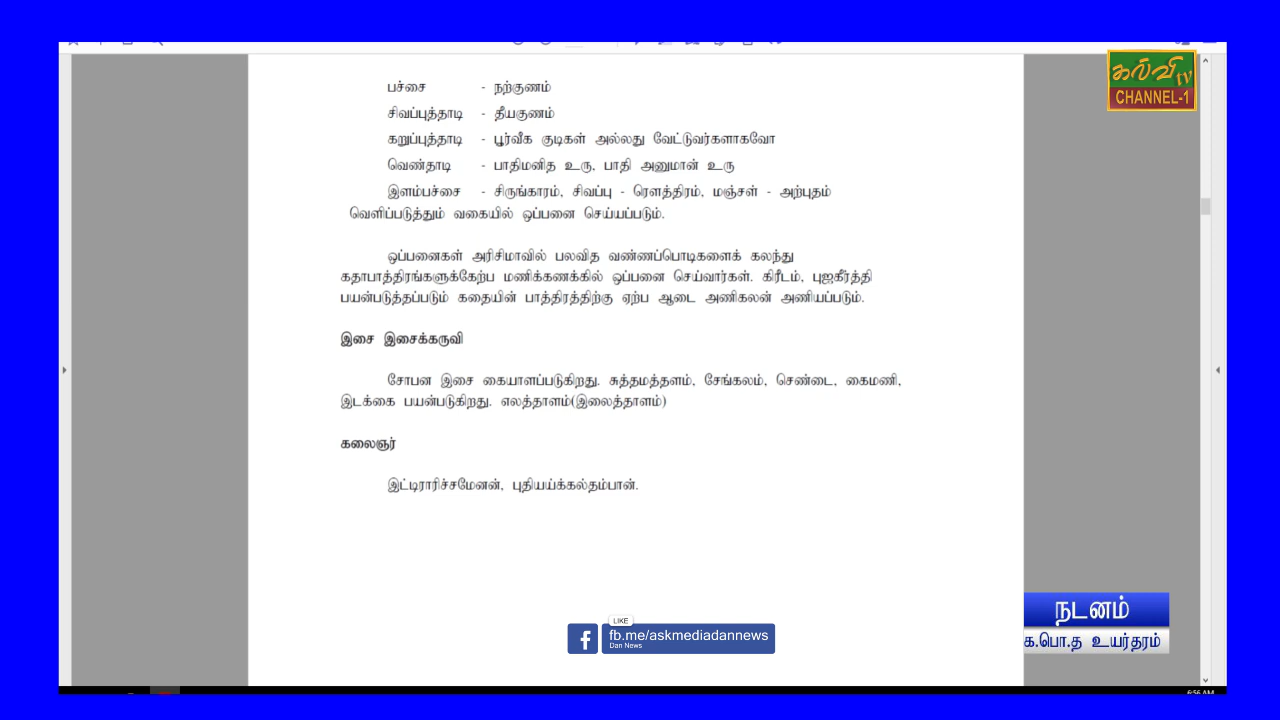 கல்வி TV
CHANNEL-1
பச்சை - நற்குணம்
சிவப்புத்தாடி - தீயகுணம்
கறுப்புத்தாடி - பூர்வீக குடிகள் அல்லது வேட்டுவர்களாகவோ
வெண்தாடி - பாதிமனித உரு, பாதி அனுமான் உரு
இளம்பச்சை - சிருங்காரம், சிவப்பு - ரௌத்திரம், மஞ்சள் - அற்புதம்
வெளிப்படுத்தும் வகையில் ஒப்பனை செய்யப்படும்.
ஒப்பனைகள் அரிசிமாவில் பலவித வண்ணப்பொடிகளைக் கலந்து
கதாபாத்திரங்களுக்கேற்ப மணிக்கணக்கில் ஒப்பனை செய்வார்கள். கிரீடம், புஜகீர்த்தி
பயன்படுத்தப்படும் கதையின் பாத்திரத்திற்கு ஏற்ப ஆடை அணிகலன் அணியப்படும்.
இசை இசைக்கருவி
சோபன இசை கையாளப்படுகிறது. சுத்தமத்தளம், சேங்கலம், செண்டை, கைமணி,
இடக்கை பயன்படுகிறது. எலத்தாளம்(இலைத்தாளம்)
கலைஞர்
இட்டிராரிச்சமேனன், புதியய்க்கல்தம்பான்.
நடனம்
க.பொ.த உயர்தரம்
LIKE
fb.me/askmediadannews
Dan News
6:56 AM